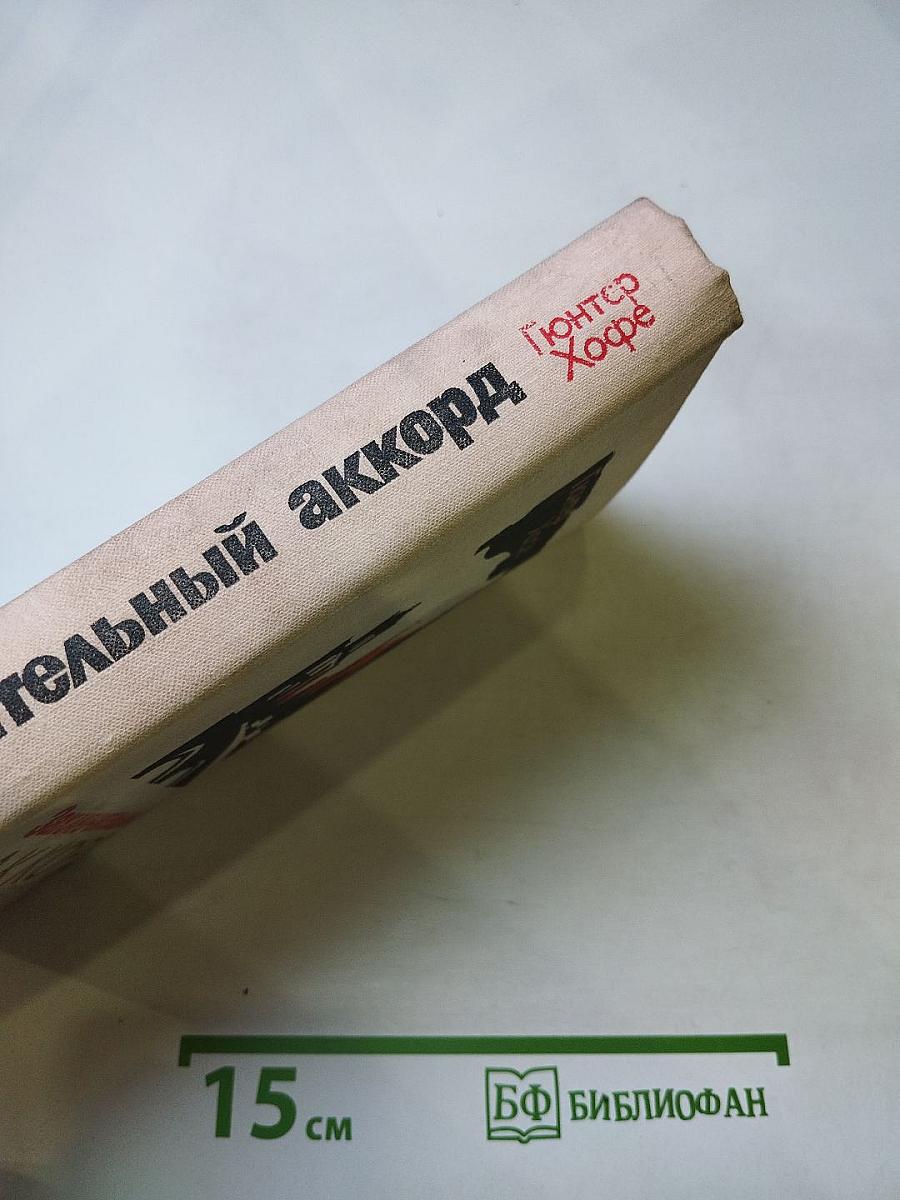 Гюнтер
Хофе
тельный аккорд
15 см
БФ БИБЛИОФАН